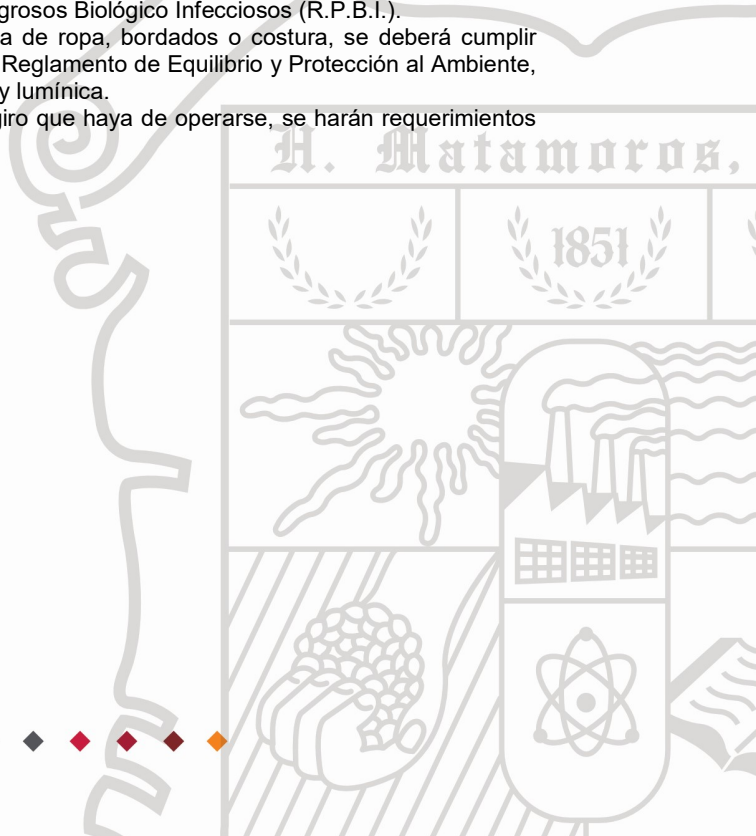 grosos Biológico Infecciosos (R.P.B.I.).
a de ropa, bordados o costura, se deberá cumplir
Reglamento de Equilibrio y Protección al Ambiente,
y lumínica.
giro que haya de operarse, se harán requerimientos
H. Matamoros,
1851